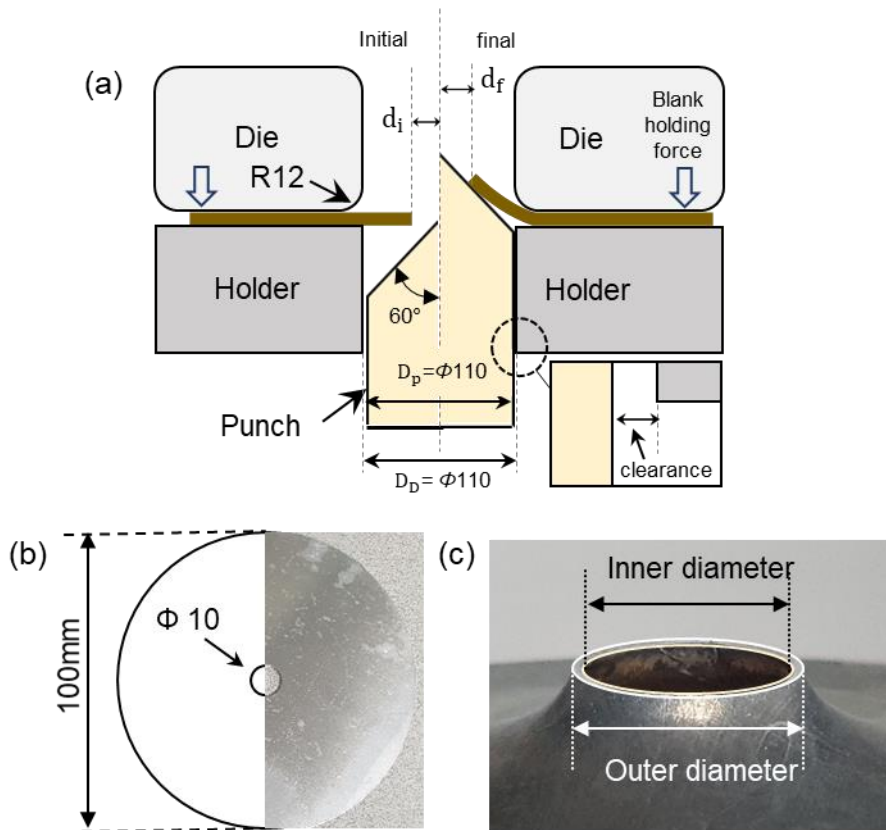 Initial
final
(a)
d_f
d_i
Die
R12
Die
Blank
holding
force
Holder
60°
Holder
D_p=Φ110
Punch
clearance
D_D= Φ110
(b)
100mm
Φ 10
(c)
Inner diameter
Outer diameter